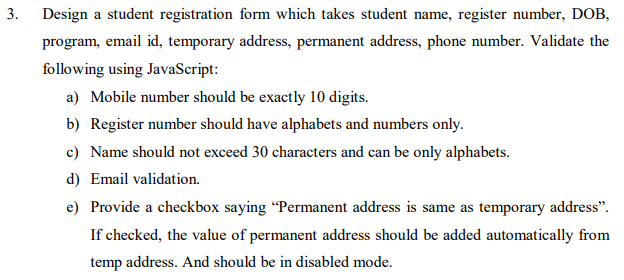 3. Design a student registration form which takes student name, register number, DOB,
program, email id, temporary address, permanent address, phone number. Validate the
following using JavaScript:
a) Mobile number should be exactly 10 digits.
b) Register number should have alphabets and numbers only.
c) Name should not exceed 30 characters and can be only alphabets.
d) Email validation.
e) Provide a checkbox saying “Permanent address is same as temporary address”.
If checked, the value of permanent address should be added automatically from
temp address. And should be in disabled mode.